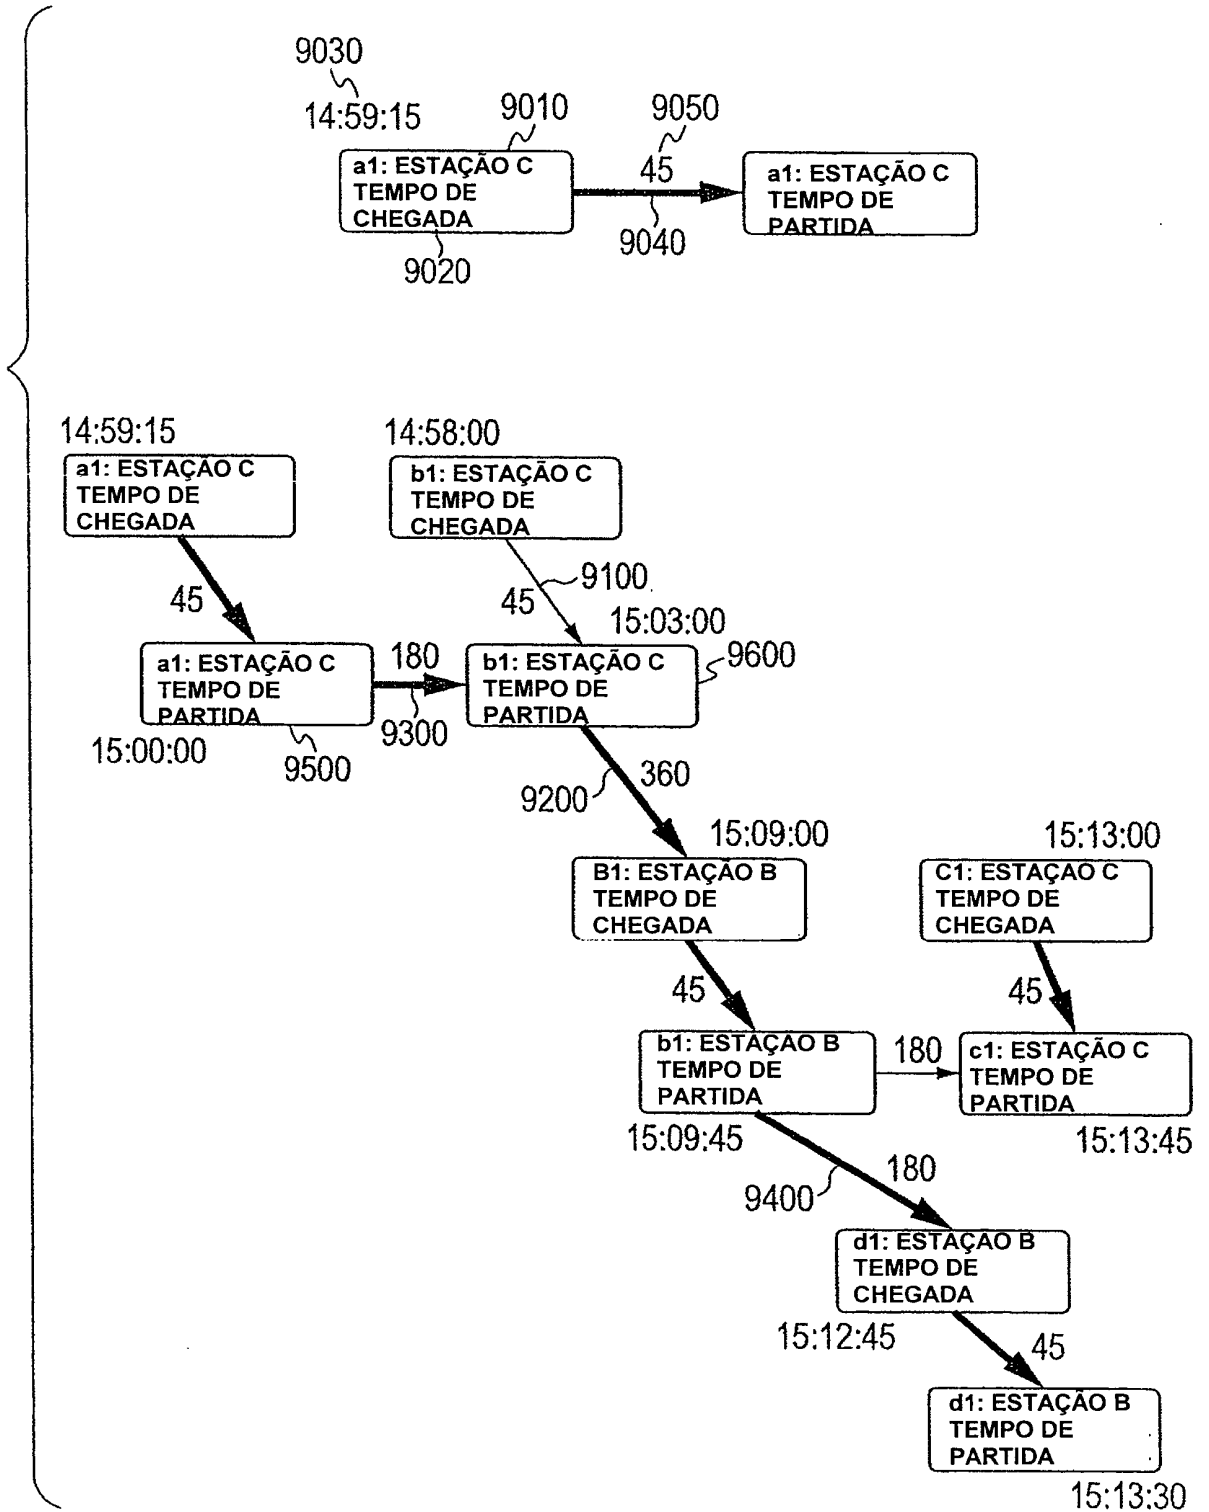 9030
14:59:15
9010
9050
a1: ESTAÇÃO C
TEMPO DE
CHEGADA
45
a1: ESTAÇÃO C
TEMPO DE
PARTIDA
9020
9040
14:59:15
14:58:00
a1: ESTAÇÃO C
TEMPO DE
CHEGADA
b1: ESTAÇÃO C
TEMPO DE
CHEGADA
45
45
9100
15:03:00
a1: ESTAÇÃO C
TEMPO DE
PARTIDA
180
9300
b1: ESTAÇÃO C
TEMPO DE
PARTIDA
9600
15:00:00
9500
9200
360
15:09:00
15:13:00
B1: ESTAÇÃO B
TEMPO DE
CHEGADA
C1: ESTAÇÃO C
TEMPO DE
CHEGADA
45
45
b1: ESTAÇÃO B
TEMPO DE
PARTIDA
180
c1: ESTAÇÃO C
TEMPO DE
PARTIDA
15:09:45
15:13:45
9400
180
d1: ESTAÇÃO B
TEMPO DE
CHEGADA
15:12:45
45
d1: ESTAÇÃO B
TEMPO DE
PARTIDA
15:13:30